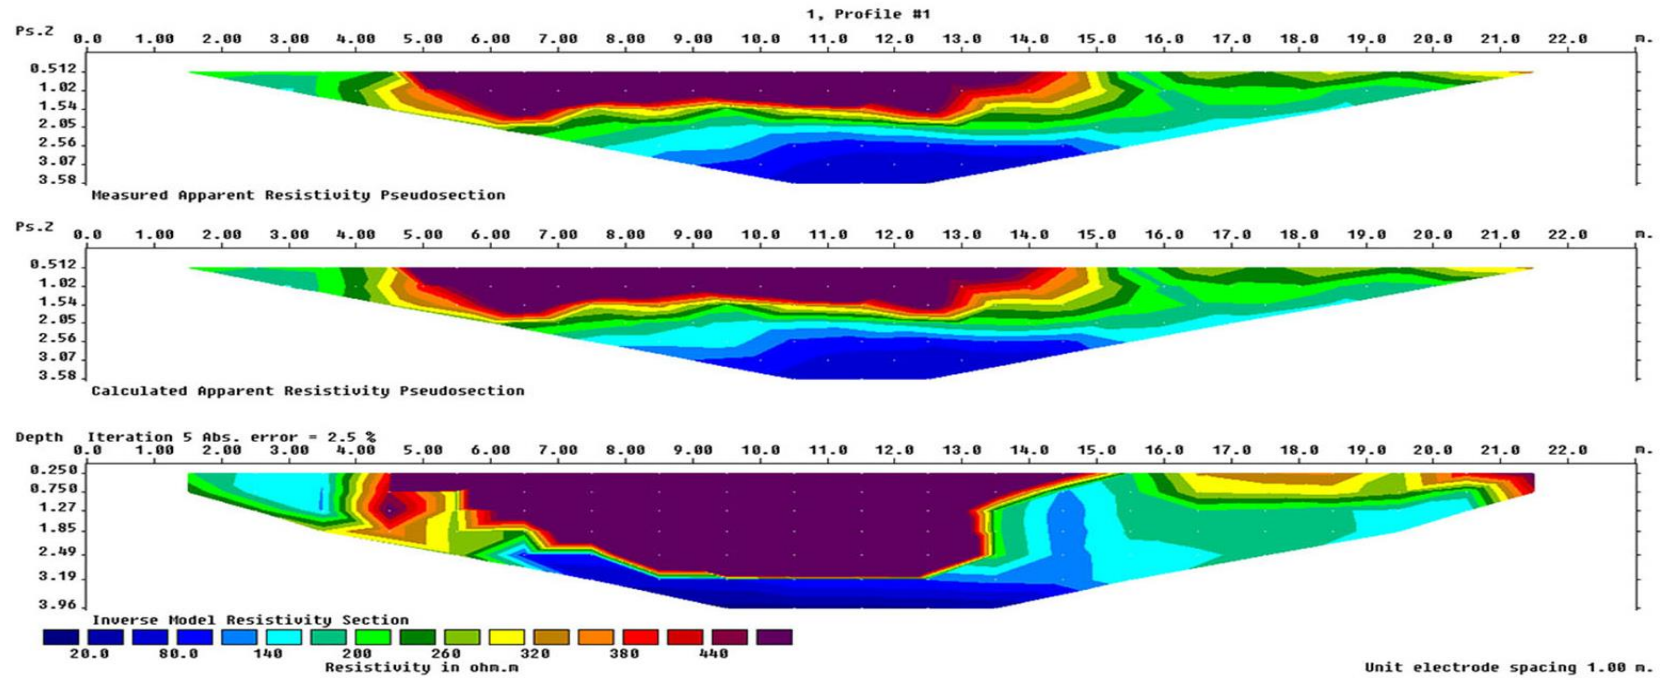 1, Profile #1
Ps.Z 0.0 1.00 2.00 3.00 4.00 5.00 6.00 7.00 8.00 9.00 10.0 11.0 12.0 13.0 14.0 15.0 16.0 17.0 18.0 19.0 20.0 21.0 22.0 m.
0.512
1.02
1.54
2.05
2.56
3.07
3.58
Measured Apparent Resistivity Pseudosection
Ps.Z 0.0 1.00 2.00 3.00 4.00 5.00 6.00 7.00 8.00 9.00 10.0 11.0 12.0 13.0 14.0 15.0 16.0 17.0 18.0 19.0 20.0 21.0 22.0 m.
0.512
1.02
1.54
2.05
2.56
3.07
3.58
Calculated Apparent Resistivity Pseudosection
Depth Iteration 5 Abs. error = 2.5 %
0.0 1.00 2.00 3.00 4.00 5.00 6.00 7.00 8.00 9.00 10.0 11.0 12.0 13.0 14.0 15.0 16.0 17.0 18.0 19.0 20.0 21.0 22.0 m.
0.250
0.750
1.27
1.85
2.49
3.19
3.96
Inverse Model Resistivity Section
20.0 80.0 140 200 260 320 380 440
Resistivity in ohm.m
Unit electrode spacing 1.00 m.